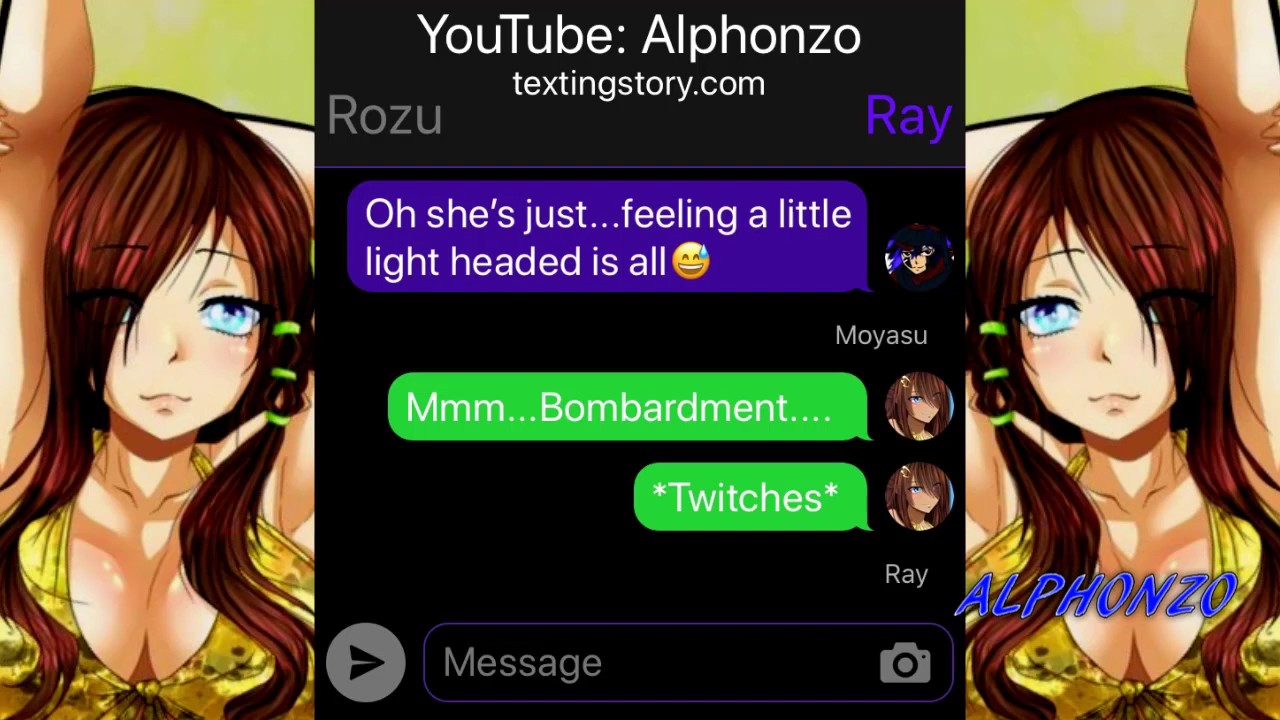 YouTube: Alphonzo
textingstory.com
Rozu
Ray
Oh she’s just...feeling a little
light headed is all😅
Moyasu
Mmm...Bombardment....
*Twitches*
Ray
ALPHONZO
Message